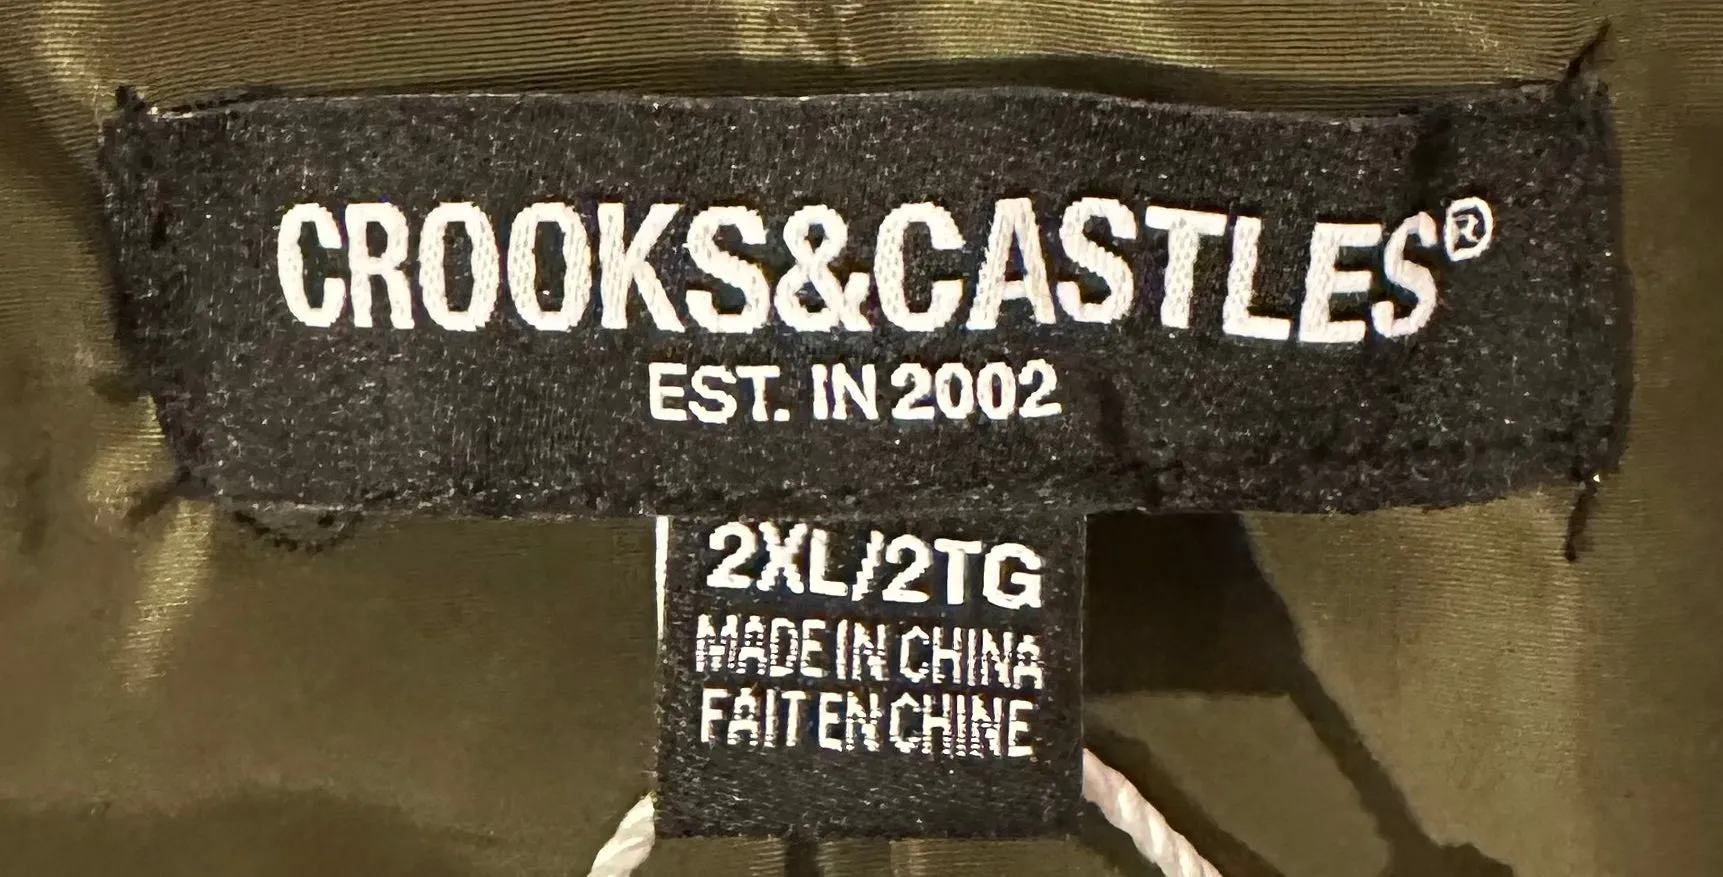 CROOKS&CASTLES®
EST. IN 2002
2XL/2TG
MADE IN CHINA
FAIT EN CHINE